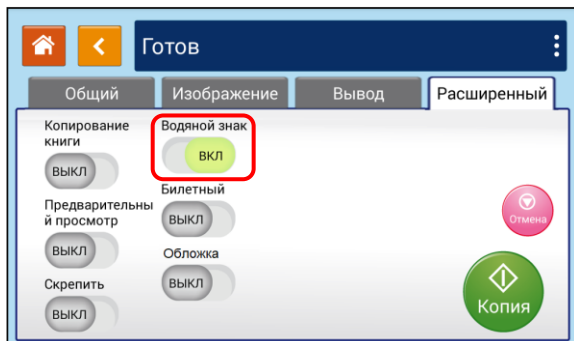 Готов
Общий
Изображение
Вывод
Расширенный
Копирование
книги
ВЫКЛ
Предварительны
й просмотр
ВЫКЛ
Скрепить
ВЫКЛ
Водяной знак
ВКЛ
Билетный
ВЫКЛ
Обложка
ВЫКЛ
Отмена
Копия